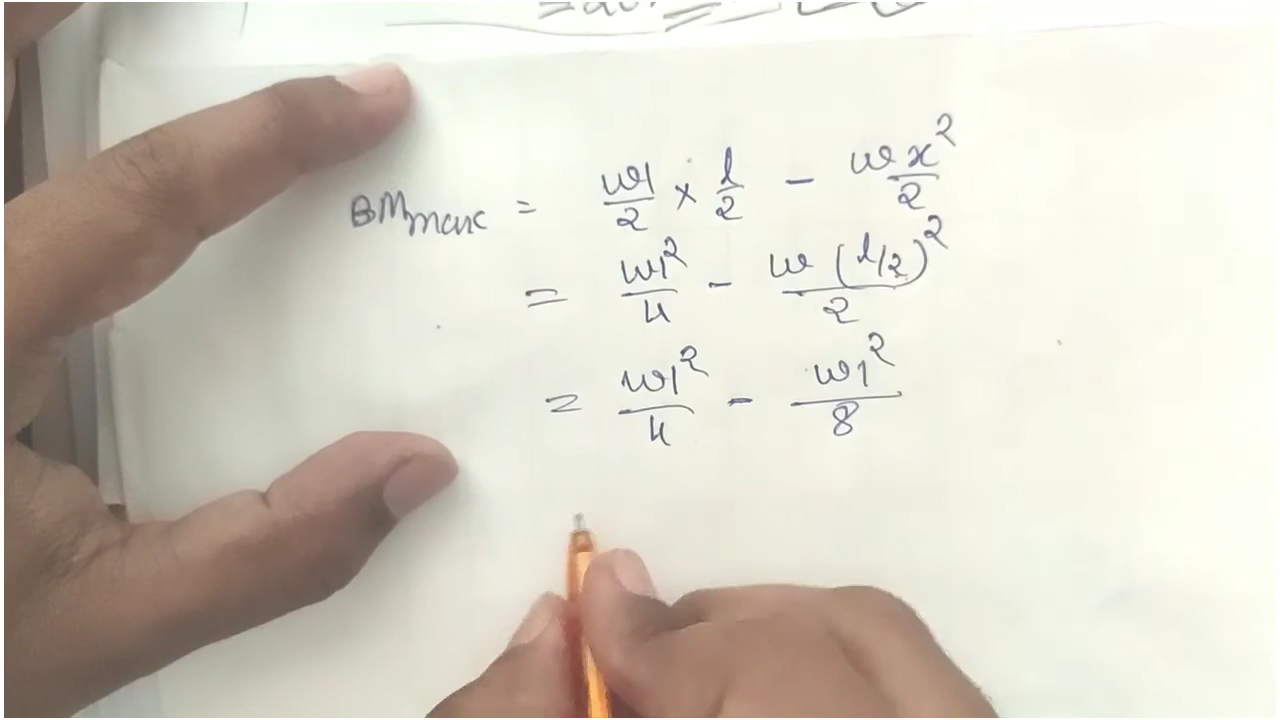 BMmax = wl/2 × l/2 - wx²/2
= wl²/4 - w(l/2)²/2
= wl²/4 - wl²/8